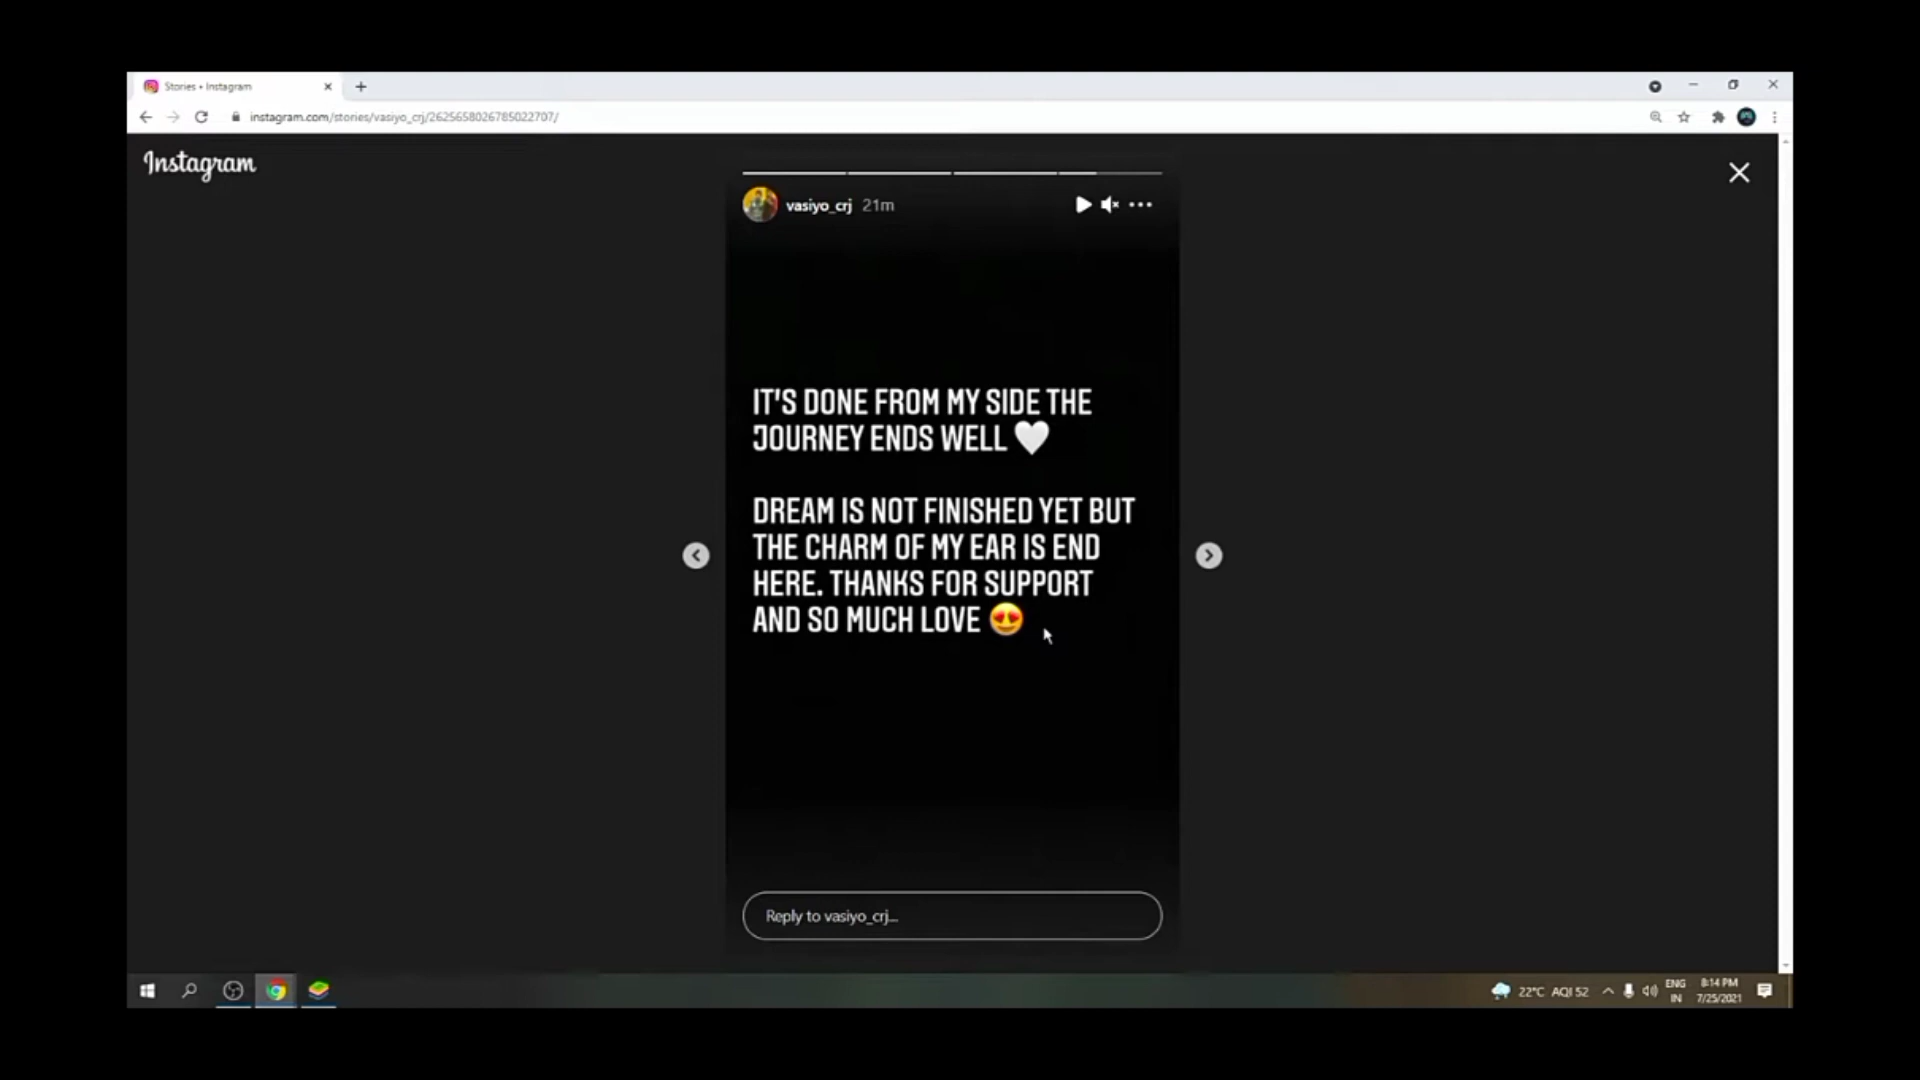 Stories • Instagram
instagram.com/stories/vasiyo_crj/2625658026785022707/
Instagram
vasiyo_crj 21m
IT'S DONE FROM MY SIDE THE
JOURNEY ENDS WELL 🤍
DREAM IS NOT FINISHED YET BUT
THE CHARM OF MY EAR IS END
HERE. THANKS FOR SUPPORT
AND SO MUCH LOVE 😍
Reply to vasiyo_crj...
22°C AQI 52
ENG
IN
8:14 PM
7/25/2021